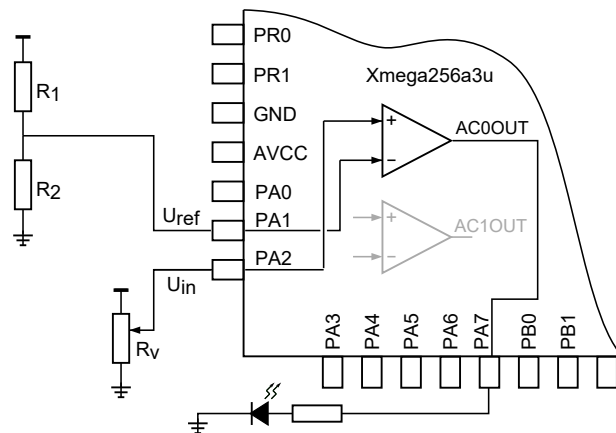 PR0
PR1
Xmega256a3u
R1
GND
AC0OUT
AVCC
R2
PA0
Uref
PA1
AC1OUT
Uin
PA2
Rv
PA3
PA4
PA5
PA6
PA7
PB0
PB1
+
−
+
−